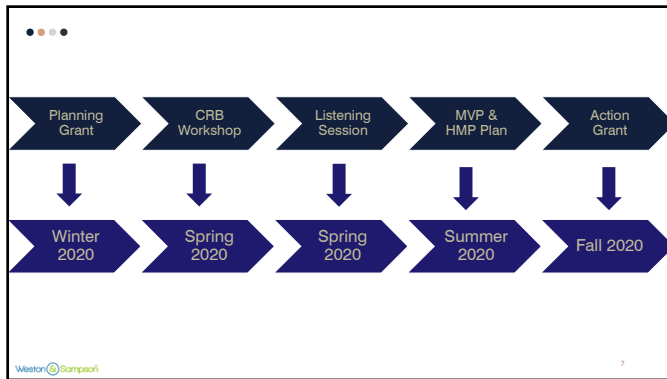 Planning
Grant
CRB
Workshop
Listening
Session
MVP &
HMP Plan
Action
Grant
Winter
2020
Spring
2020
Spring
2020
Summer
2020
Fall 2020
Weston & Sampson
7